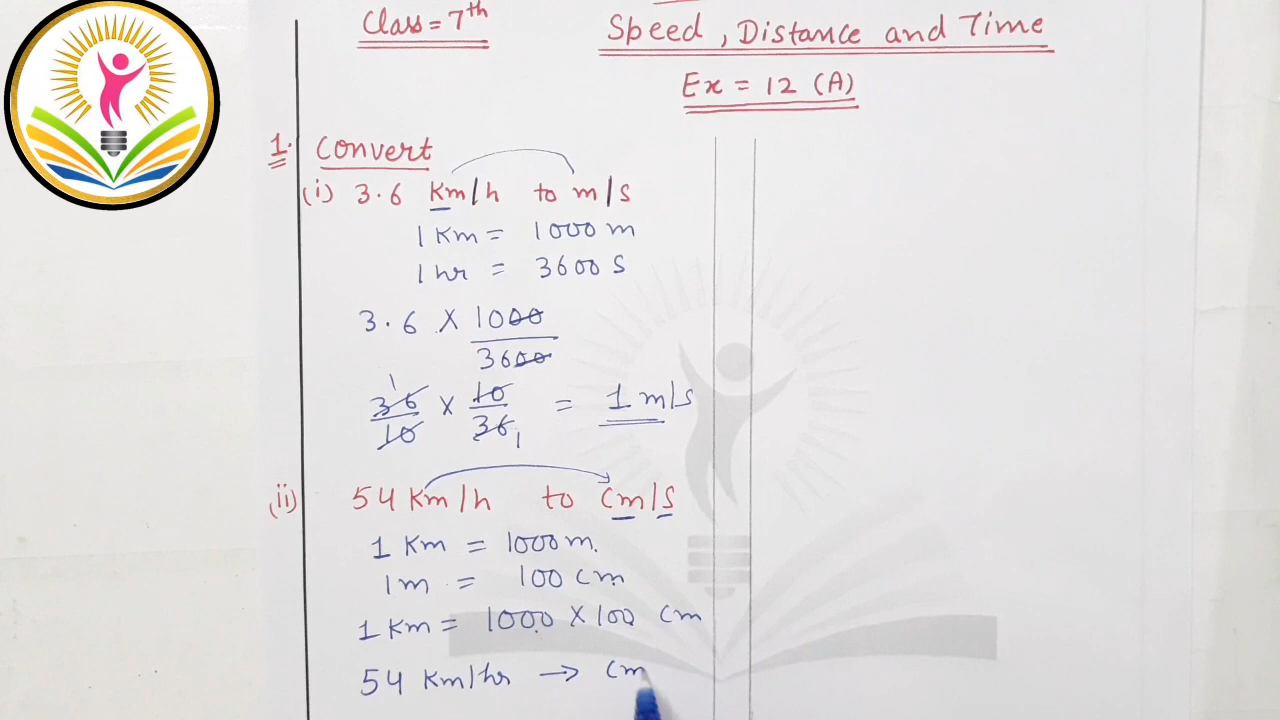 Class = 7th
Speed, Distance and Time
Ex = 12 (A)
1. Convert
(i) 3.6 Km/h to m/s
1 Km = 1000 m
1 hr = 3600 S
3.6 X 1000
3600
1
36/10 X 10/36 = 1 m/s
1
(ii) 54 Km/h to Cm/S
1 Km = 1000 m.
1m = 100 Cm
1 Km = 1000 X 100 Cm
54 Km/hr → Cm